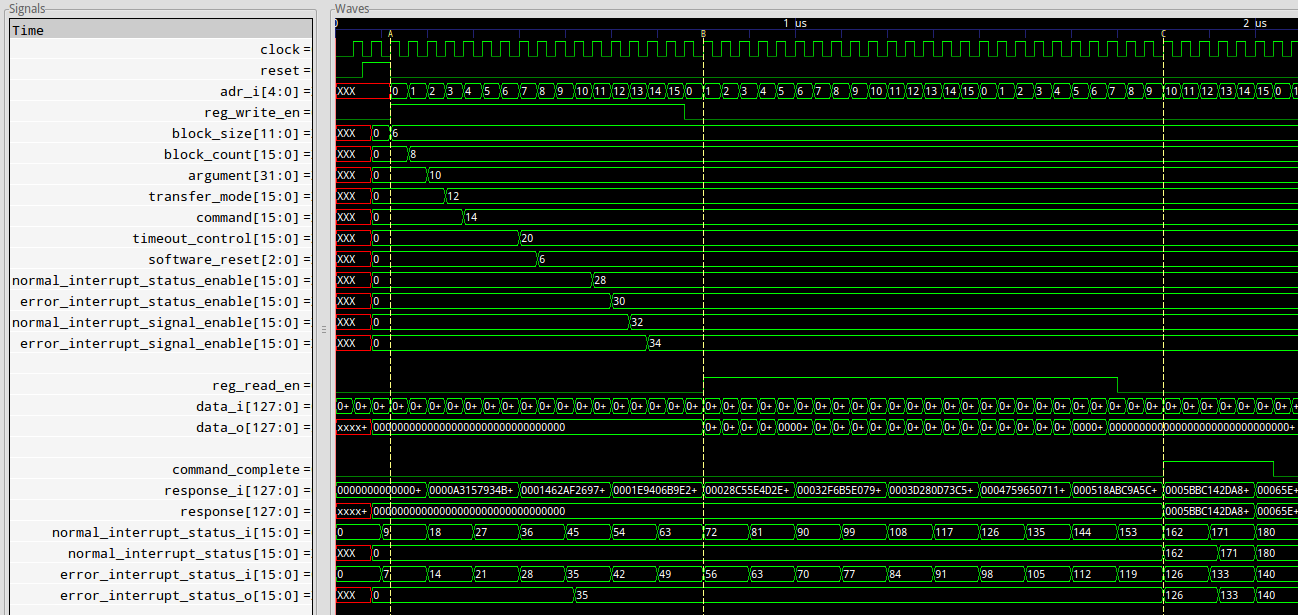 Signals Waves
Time 0 1 us 2 us
A B C
clock =
reset =
adr_i[4:0] = XXX 0 1 2 3 4 5 6 7 8 9 10 11 12 13 14 15 0 1 2 3 4 5 6 7 8 9 10 11 12 13 14 15 0 1 2 3 4 5 6 7 8 9 10 11 12 13 14 15 0 1
reg_write_en =
block_size[11:0] = XXX 0 6
block_count[15:0] = XXX 0 8
argument[31:0] = XXX 0 10
transfer_mode[15:0] = XXX 0 12
command[15:0] = XXX 0 14
timeout_control[15:0] = XXX 0 20
software_reset[2:0] = XXX 0 6
normal_interrupt_status_enable[15:0] = XXX 0 28
error_interrupt_status_enable[15:0] = XXX 0 30
normal_interrupt_signal_enable[15:0] = XXX 0 32
error_interrupt_signal_enable[15:0] = XXX 0 34
reg_read_en =
data_i[127:0] = 0+ 0+ 0+ 0+ 0+ 0+ 0+ 0+ 0+ 0+ 0+ 0+ 0+ 0+ 0+ 0+ 0+ 0+ 0+ 0+ 0+ 0+ 0+ 0+ 0+ 0+ 0+ 0+ 0+ 0+ 0+ 0+ 0+ 0+ 0+ 0+ 0+ 0+ 0+ 0+ 0+ 0+ 0+ 0+ 0+ 0+ 0+ 0+ 0+ 0+ 0+ 0+ +
data_o[127:0] = xxxx+ 00000000000000000000000000000000 0+ 0+ 0+ 0+ 0000+ 0+ 0+ 0+ 0+ 0+ 0+ 0+ 0+ 0+ 0+ 0+ 0+ 0+ 0+ 0000+ 00000000000000000000000000000+
command_complete =
response_i[127:0] = 0000000000000+ 0000A3157934B+ 0001462AF2697+ 0001E9406B9E2+ 00028C55E4D2E+ 00032F6B5E079+ 0003D280D73C5+ 0004759650711+ 000518ABC9A5C+ 0005BBC142DA8+ 00065E+
response[127:0] = xxxx+ 00000000000000000000000000000000 0005BBC142DA8+ 00065E+
normal_interrupt_status_i[15:0] = 0 9 18 27 36 45 54 63 72 81 90 99 108 117 126 135 144 153 162 171 180
normal_interrupt_status[15:0] = XXX 0 162 171 180
error_interrupt_status_i[15:0] = 0 7 14 21 28 35 42 49 56 63 70 77 84 91 98 105 112 119 126 133 140
error_interrupt_status_o[15:0] = XXX 0 35 126 133 140